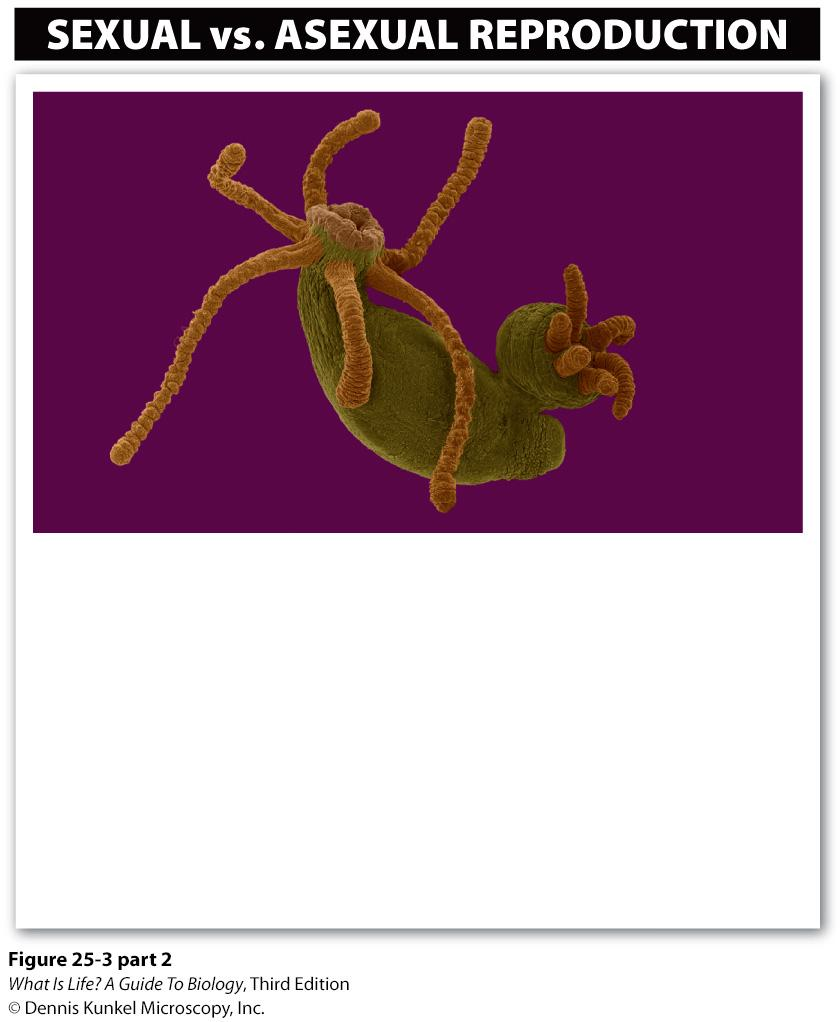 SEXUAL vs. ASEXUAL REPRODUCTION
Figure 25-3 part 2
What Is Life? A Guide To Biology, Third Edition
© Dennis Kunkel Microscopy, Inc.